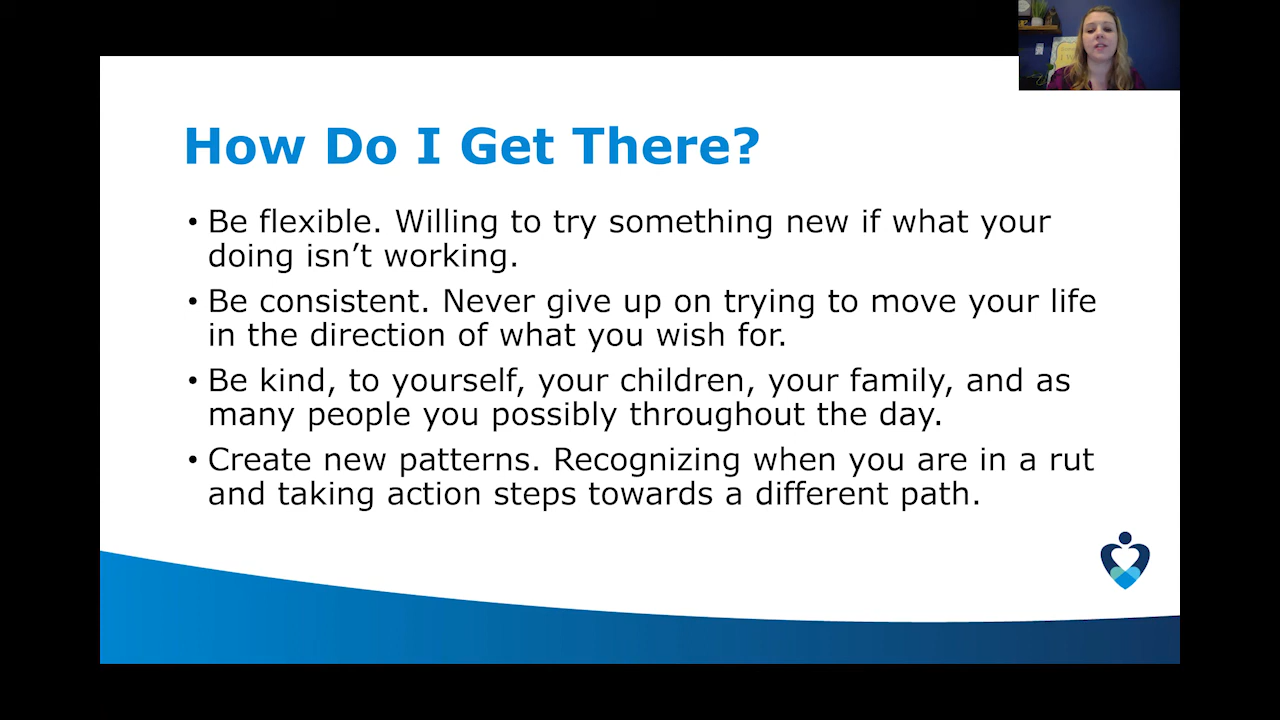 How Do I Get There?
• Be flexible. Willing to try something new if what your
doing isn’t working.
• Be consistent. Never give up on trying to move your life
in the direction of what you wish for.
• Be kind, to yourself, your children, your family, and as
many people you possibly throughout the day.
• Create new patterns. Recognizing when you are in a rut
and taking action steps towards a different path.